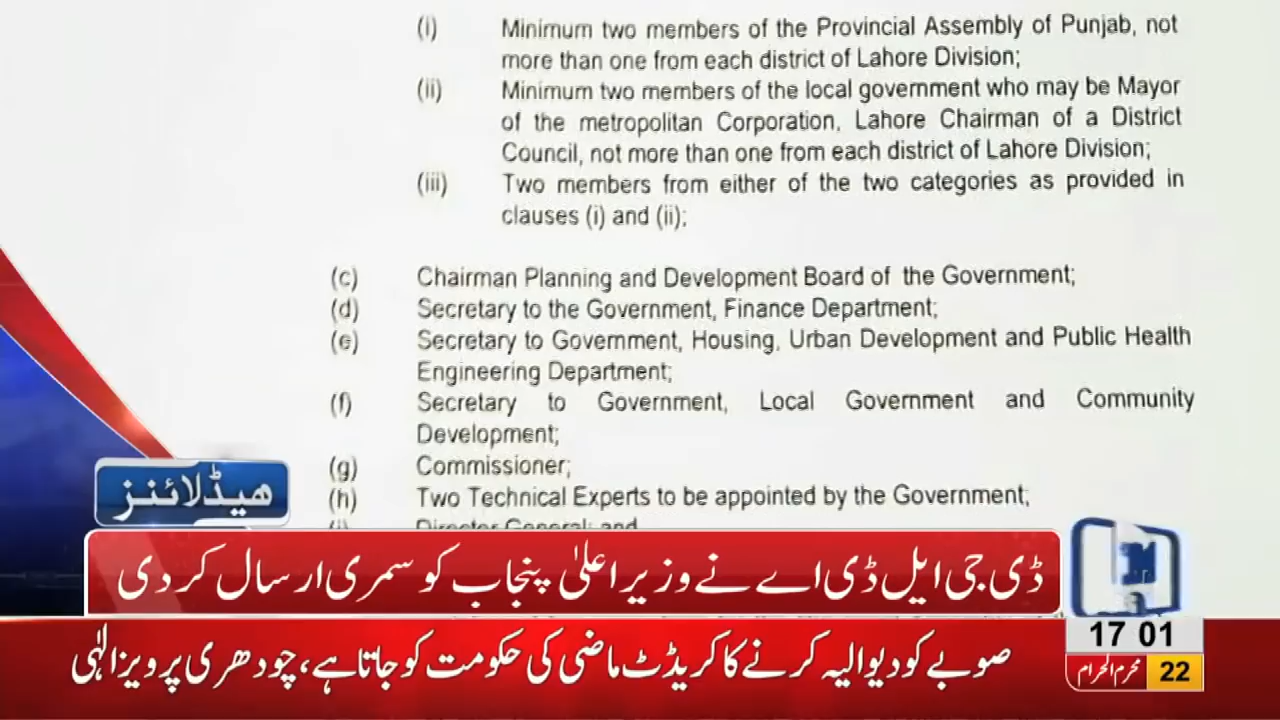 (i) Minimum two members of the Provincial Assembly of Punjab, not
more than one from each district of Lahore Division;
(ii) Minimum two members of the local government who may be Mayor
of the metropolitan Corporation, Lahore Chairman of a District
Council, not more than one from each district of Lahore Division;
(iii) Two members from either of the two categories as provided in
clauses (i) and (ii);
(c) Chairman Planning and Development Board of the Government;
(d) Secretary to the Government, Finance Department;
(e) Secretary to Government, Housing, Urban Development and Public Health
Engineering Department;
(f) Secretary to Government, Local Government and Community
Development;
(g) Commissioner;
(h) Two Technical Experts to be appointed by the Government;
Director General; and
ہیڈلائنز
ڈی جی ایل ڈی اے نے وزیر اعلیٰ پنجاب کو سمری ارسال کر دی
17 01
صوبے کو دیوالیہ کرنے کا کریڈٹ ماضی کی حکومت کو جاتا ہے، چودھری پرویز الٰہی
22 محرم الحرام